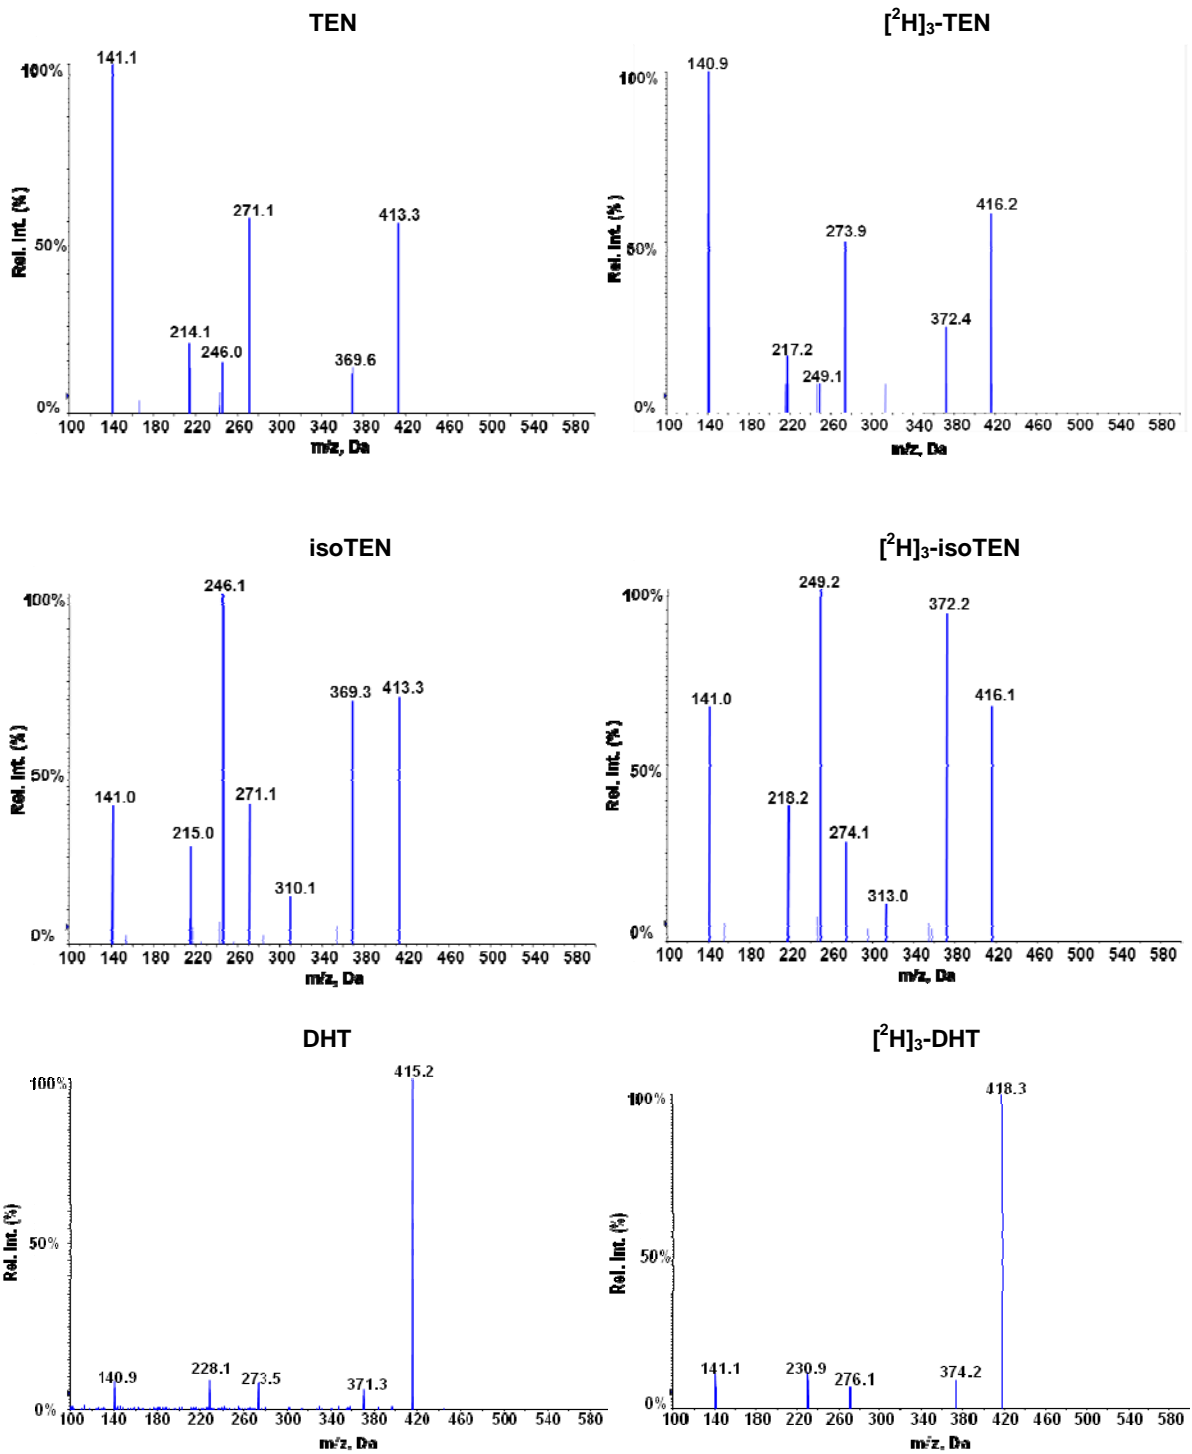 TEN
141.1
100%
Rel. Int. (%)
271.1
413.3
50%
214.1
246.0
369.6
0%
100 140 180 220 260 300 340 380 420 460 500 540 580
m/z, Da
[²H]₃-TEN
140.9
100%
Rel. Int. (%)
416.2
273.9
50%
372.4
217.2
249.1
0%
100 140 180 220 260 300 340 380 420 460 500 540 580
m/z, Da
isoTEN
246.1
100%
Rel. Int. (%)
369.3
413.3
50%
141.0
271.1
215.0
310.1
0%
100 140 180 220 260 300 340 380 420 460 500 540 580
m/z, Da
[²H]₃-isoTEN
249.2
100%
372.2
Rel. Int. (%)
141.0
416.1
50%
218.2
274.1
313.0
0%
100 140 180 220 260 300 340 380 420 460 500 540 580
m/z, Da
DHT
415.2
100%
Rel. Int. (%)
50%
140.9
228.1
273.5
371.3
0%
100 140 180 220 260 300 340 380 420 460 500 540 580
m/z, Da
[²H]₃-DHT
418.3
100%
Rel. Int. (%)
50%
141.1
230.9
276.1
374.2
0%
100 140 180 220 260 300 340 380 420 460 500 540 580
m/z, Da